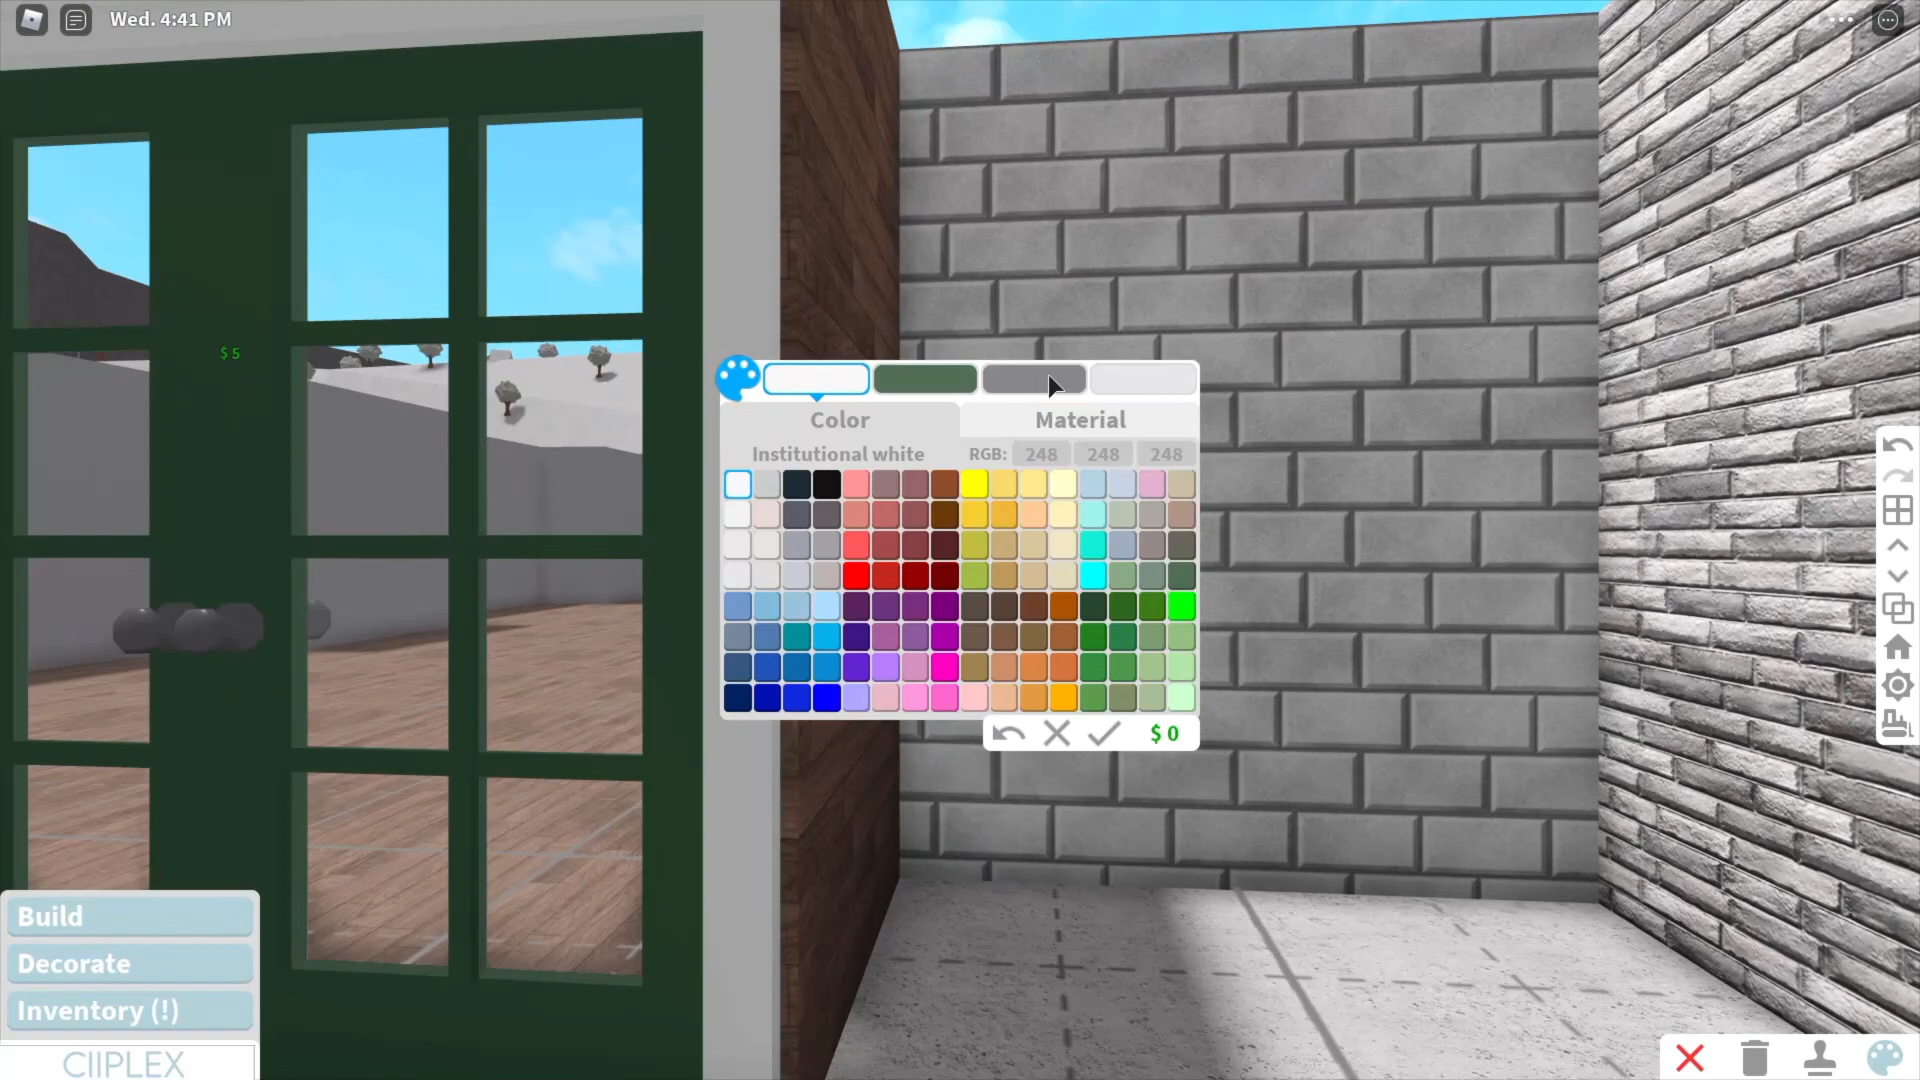 Wed. 4:41 PM
$ 5
Color
Material
Institutional white
RGB: 248 248 248
$ 0
Build
Decorate
Inventory (!)
CIIPLEX